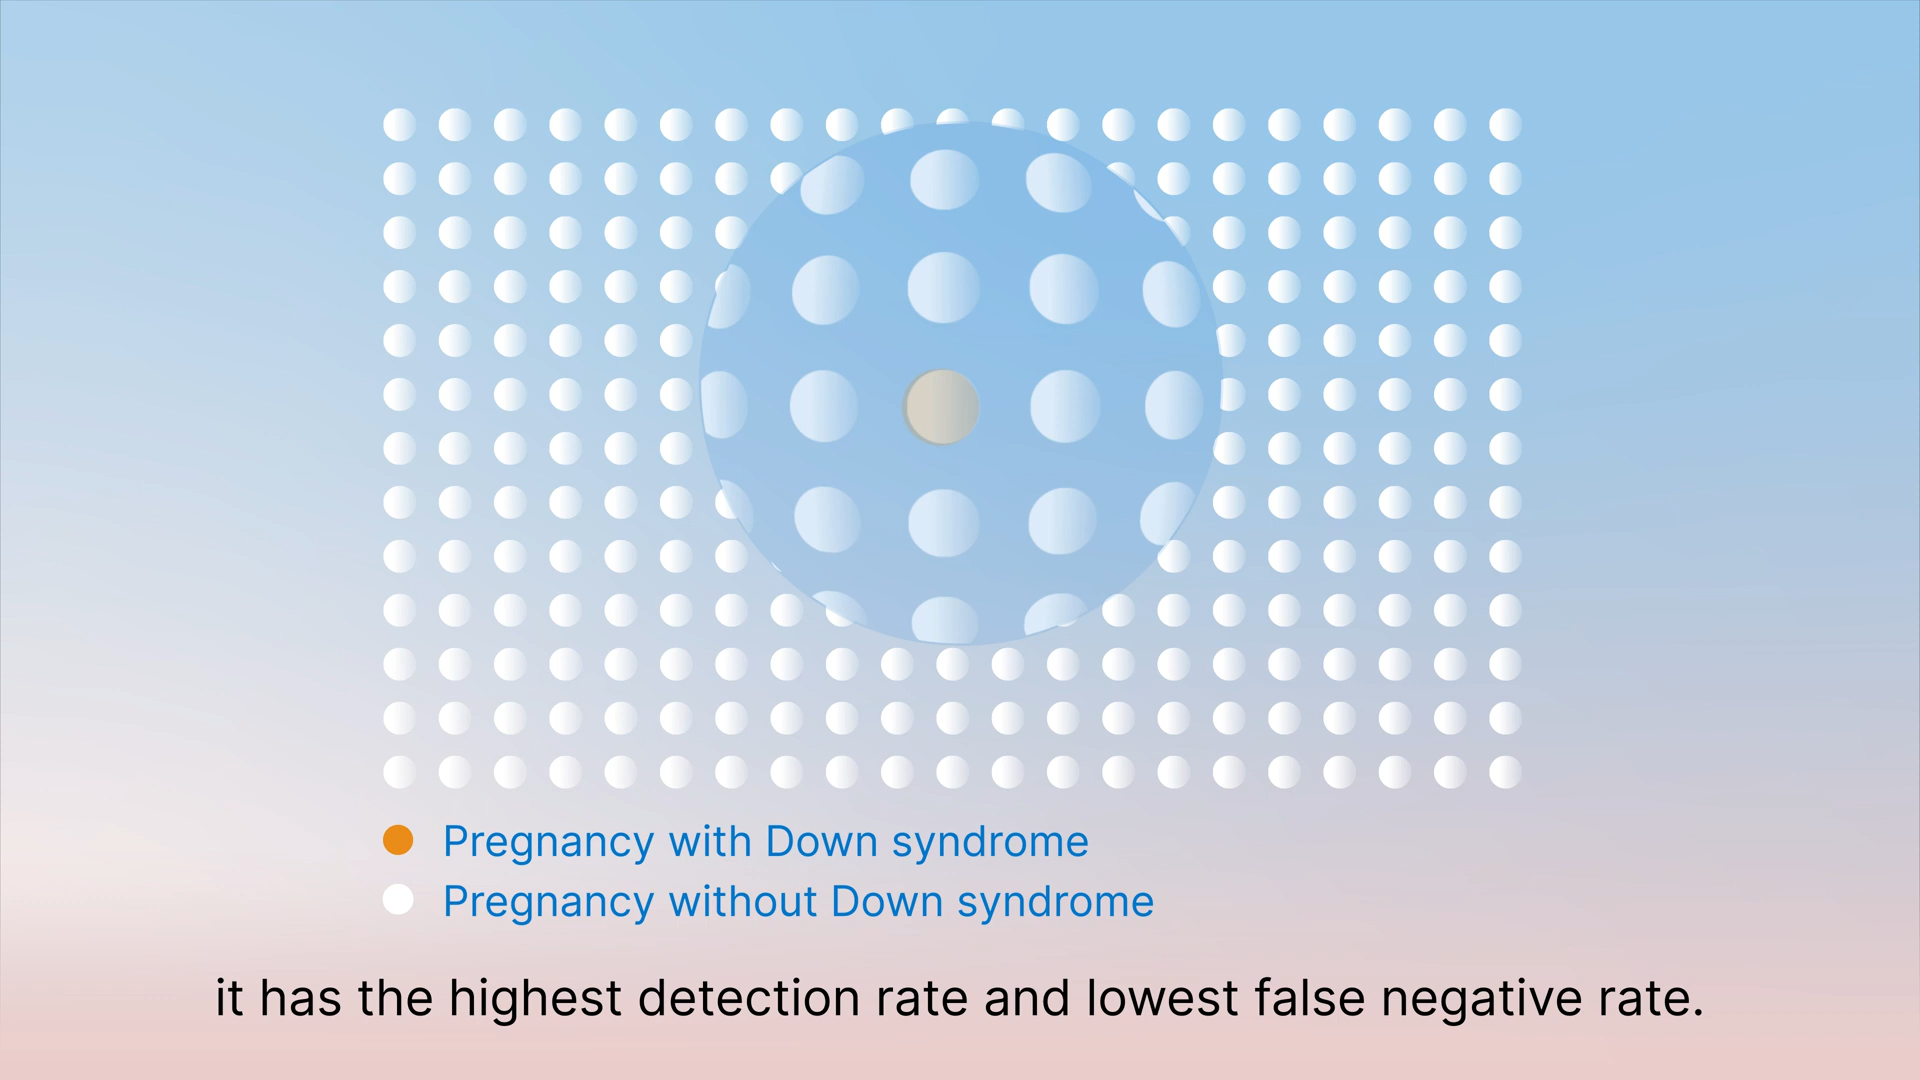 Pregnancy with Down syndrome
Pregnancy without Down syndrome
it has the highest detection rate and lowest false negative rate.